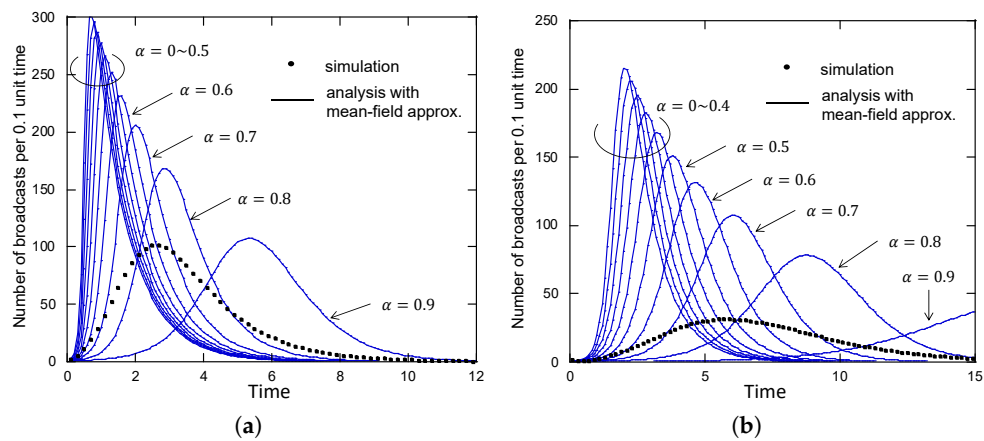 300
250
200
150
100
50
0
0
2
4
6
8
10
12
Number of broadcasts per 0.1 unit time
Time
α = 0~0.5
α = 0.6
α = 0.7
α = 0.8
α = 0.9
simulation
analysis with
mean-field approx.
(a)
250
200
150
100
50
0
0
5
10
15
Number of broadcasts per 0.1 unit time
Time
simulation
analysis with
mean-field approx.
α = 0~0.4
α = 0.5
α = 0.6
α = 0.7
α = 0.8
α = 0.9
(b)